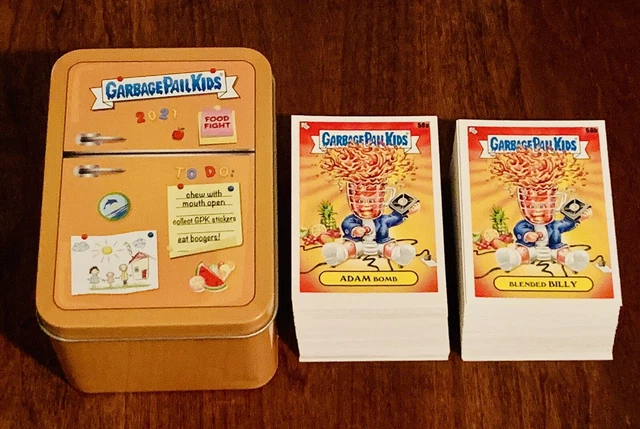 GARBAGE PAIL KIDS
2021
FOOD
FIGHT
TO DO:
chew with
mouth open
collect GPK stickers
eat boogers!
58a
GARBAGE PAIL KIDS
ADAM BOMB
58b
GARBAGE PAIL KIDS
BLENDED BILLY